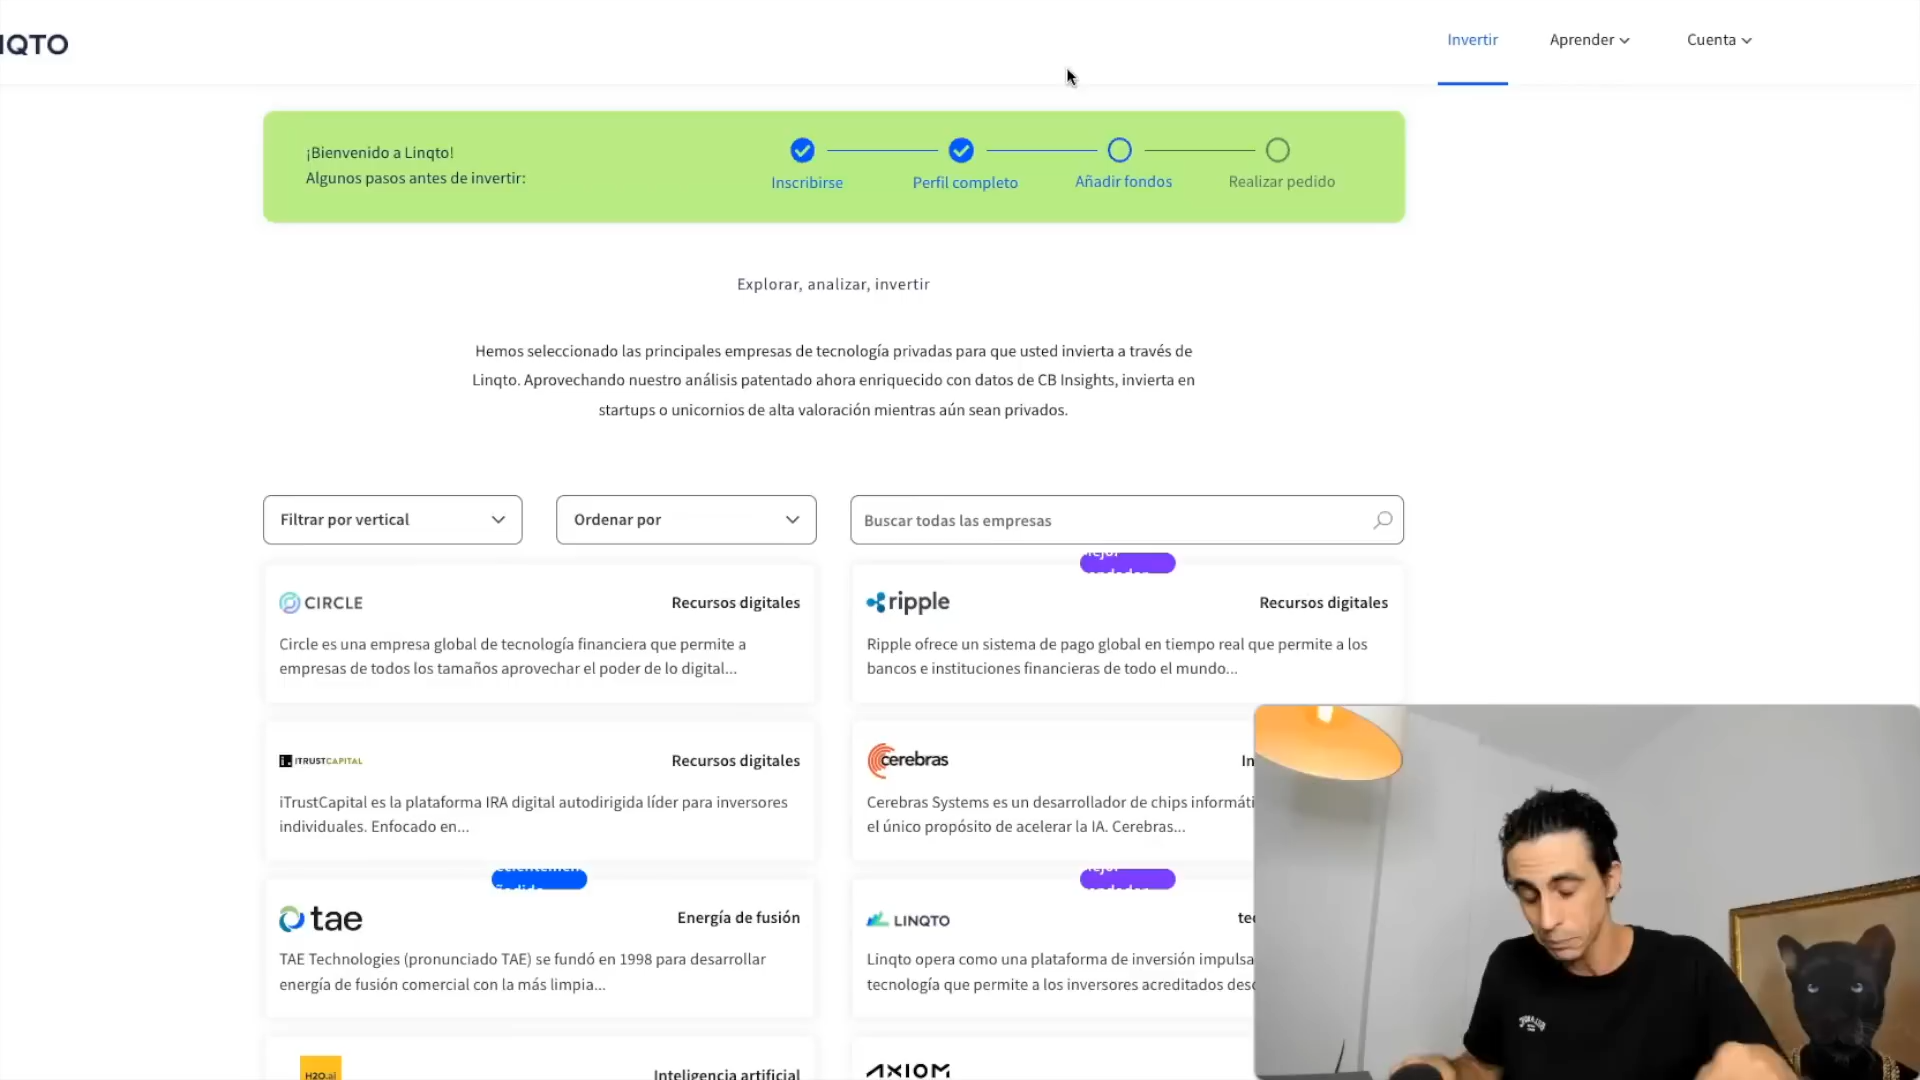 IQTO
Invertir
Aprender
Cuenta
¡Bienvenido a Linqto!
Algunos pasos antes de invertir:
Inscribirse
Perfil completo
Añadir fondos
Realizar pedido
Explorar, analizar, invertir
Hemos seleccionado las principales empresas de tecnología privadas para que usted invierta a través de
Linqto. Aprovechando nuestro análisis patentado ahora enriquecido con datos de CB Insights, invierta en
startups o unicornios de alta valoración mientras aún sean privados.
Filtrar por vertical
Ordenar por
Buscar todas las empresas
CIRCLE
Recursos digitales
Circle es una empresa global de tecnología financiera que permite a
empresas de todos los tamaños aprovechar el poder de lo digital...
ripple
Recursos digitales
Ripple ofrece un sistema de pago global en tiempo real que permite a los
bancos e instituciones financieras de todo el mundo...
iTRUSTCAPITAL
Recursos digitales
iTrustCapital es la plataforma IRA digital autodirigida líder para inversores
individuales. Enfocado en...
cerebras
In
Cerebras Systems es un desarrollador de chips informáti
el único propósito de acelerar la IA. Cerebras...
tae
Energía de fusión
TAE Technologies (pronunciado TAE) se fundó en 1998 para desarrollar
energía de fusión comercial con la más limpia...
LINQTO
Linqto opera como una plataforma de inversión impulsa
tecnología que permite a los inversores acreditados
H2O.ai
Inteligencia artificial
AXIOM